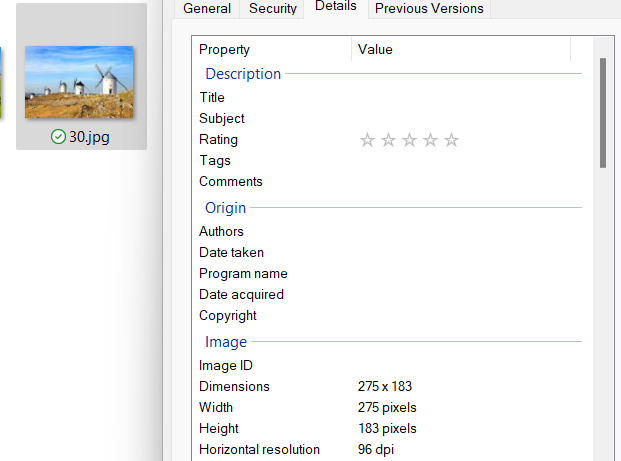 General Security Details Previous Versions
Property Value
Description
Title
Subject
Rating
30.jpg
Tags
Comments
Origin
Authors
Date taken
Program name
Date acquired
Copyright
Image
Image ID
Dimensions 275 x 183
Width 275 pixels
Height 183 pixels
Horizontal resolution 96 dpi